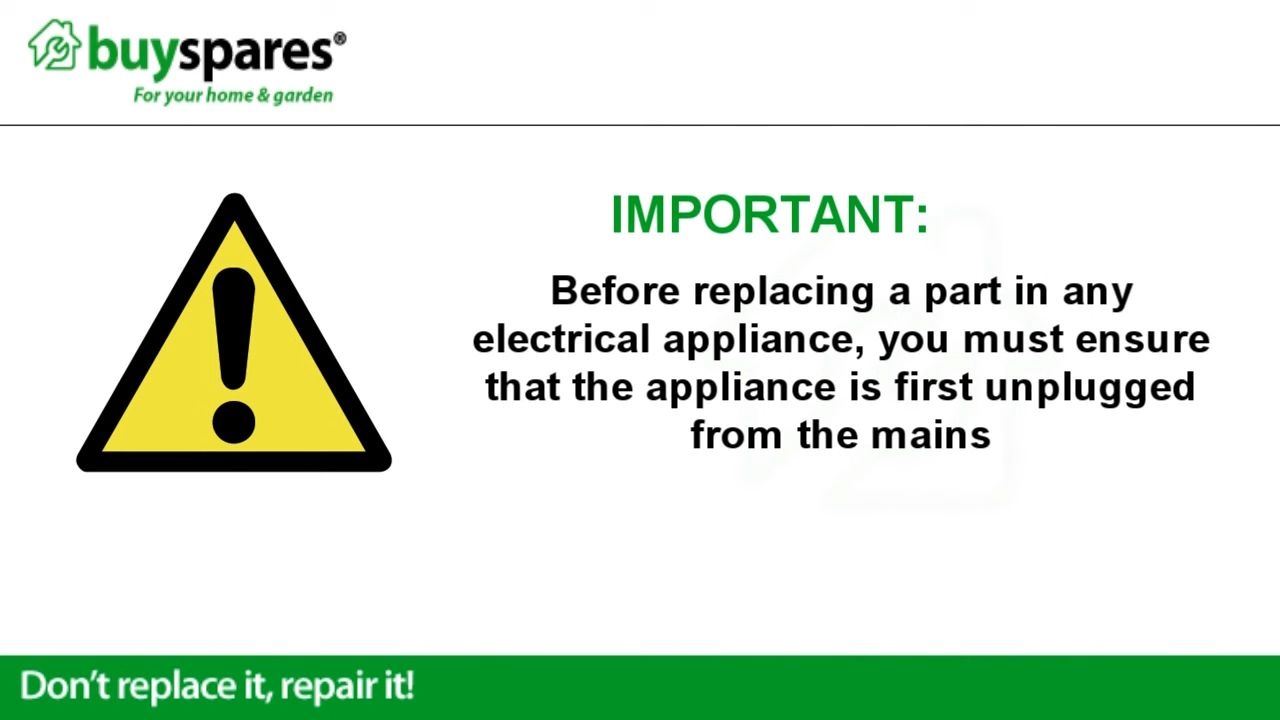 buyspares®
For your home & garden
IMPORTANT:
Before replacing a part in any
electrical appliance, you must ensure
that the appliance is first unplugged
from the mains
Don't replace it, repair it!